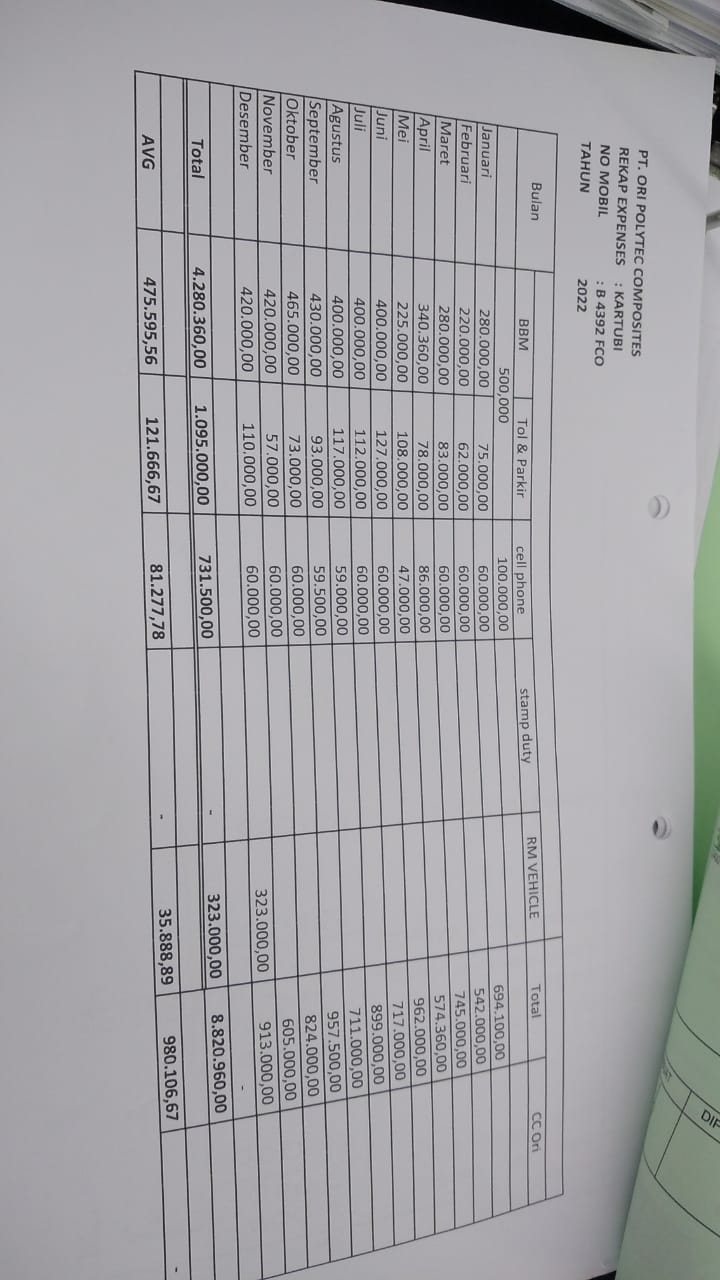 PT. ORI POLYTEC COMPOSITES
REKAP EXPENSES : KARTUBI
NO MOBIL : B 4392 FCO
TAHUN 2022
Bulan BBM Tol & Parkir cell phone stamp duty RM VEHICLE Total CC Ori
500,000 100.000,00 694.100,00
Januari 280.000,00 75.000,00 60.000,00 542.000,00
Februari 220.000,00 62.000,00 60.000,00 745.000,00
Maret 280.000,00 83.000,00 60.000,00 574.360,00
April 340.360,00 78.000,00 86.000,00 962.000,00
Mei 225.000,00 108.000,00 47.000,00 717.000,00
Juni 400.000,00 127.000,00 60.000,00 899.000,00
Juli 400.000,00 112.000,00 60.000,00 711.000,00
Agustus 400.000,00 117.000,00 59.000,00 957.500,00
September 430.000,00 93.000,00 59.500,00 824.000,00
Oktober 465.000,00 73.000,00 60.000,00 605.000,00
November 420.000,00 57.000,00 60.000,00 323.000,00 913.000,00
Desember 420.000,00 110.000,00 60.000,00 -
Total 4.280.360,00 1.095.000,00 731.500,00 - 323.000,00 8.820.960,00
AVG 475.595,56 121.666,67 81.277,78 - 35.888,89 980.106,67 -